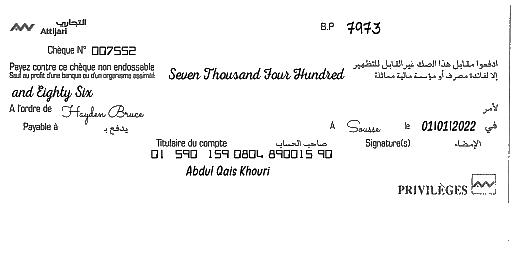 التجاري
Attijari
B.P 7973
Chèque N° 007552
Payez contre ce chèque non endossable
Sauf au profit d'une banque ou d'un organisme assimilé
ادفعوا مقابل هذا الصك غير القابل للتظهير
إلا لفائدة مصرف أو مؤسسة مالية مماثلة
Seven Thousand Four Hundred
and Eighty Six
A l'ordre de Hayden Bruce لأمر
Payable à يدفع بـ
A Sousse le 01/01/2022 في
Titulaire du compte صاحب الحساب
Signature(s) الإمضاء
01 590 159 0804 890015 90
Abdul Qais Khouri
PRIVILÈGES